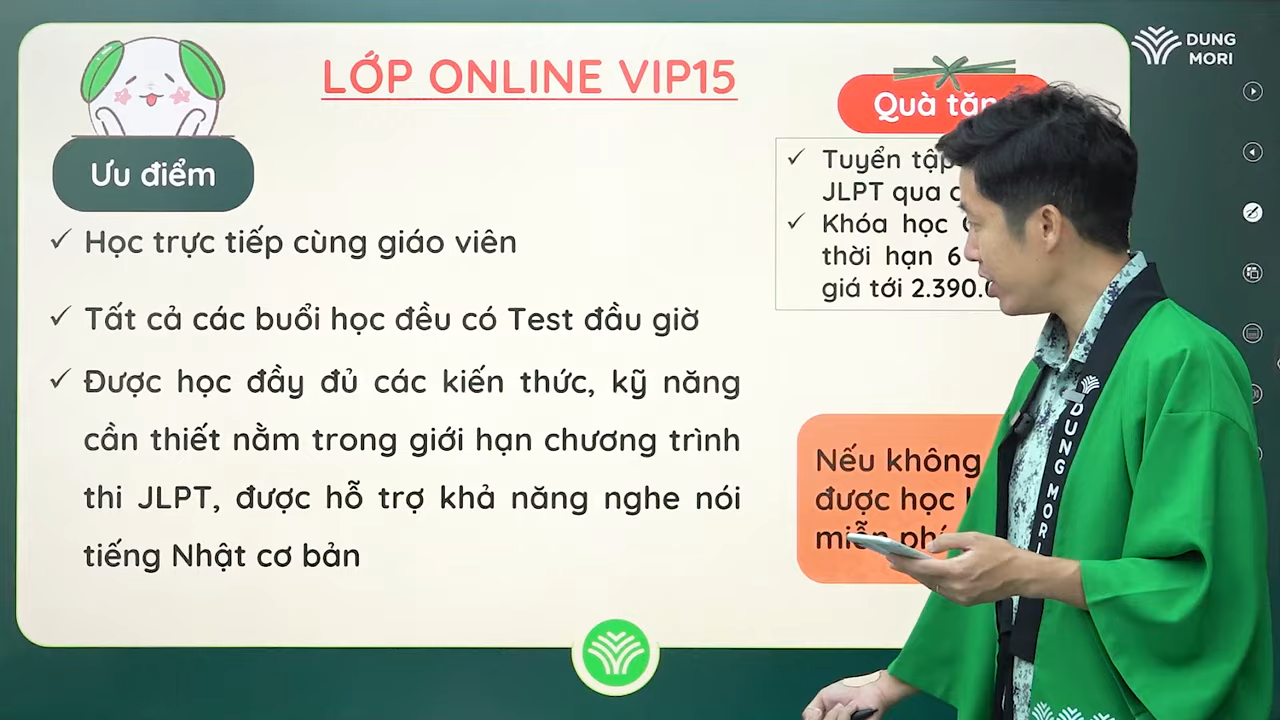 LỚP ONLINE VIP15
DUNG
MORI
Quà
Ưu điểm
Học trực tiếp cùng giáo viên
Tất cả các buổi học đều có Test đầu giờ
Được học đầy đủ các kiến thức, kỹ năng
cần thiết nằm trong giới hạn chương trình
thi JLPT, được hỗ trợ khả năng nghe nói
tiếng Nhật cơ bản
Tuyển tập
JLPT qua
Khóa học
thời hạn 6
giá tới
Nếu không
được học
miễn phí
DUNG MORI